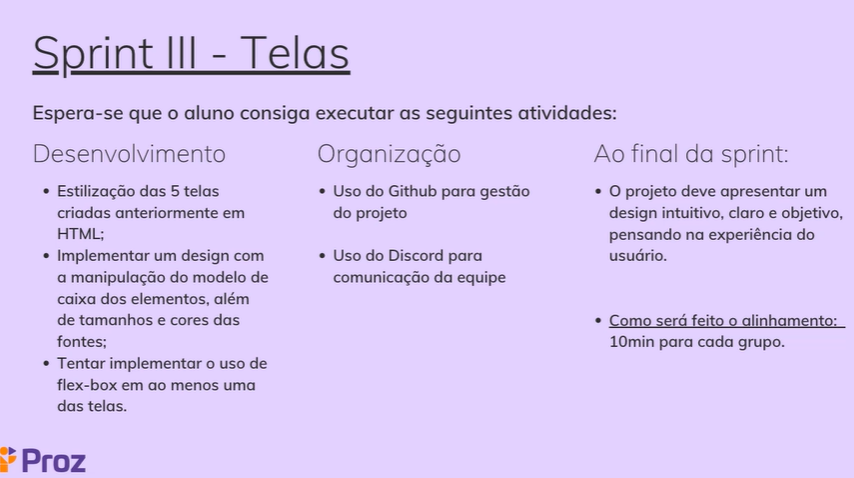 Sprint III - Telas
Espera-se que o aluno consiga executar as seguintes atividades:
Desenvolvimento
• Estilização das 5 telas
criadas anteriormente em
HTML;
• Implementar um design com
a manipulação do modelo de
caixa dos elementos, além
de tamanhos e cores das
fontes;
• Tentar implementar o uso de
flex-box em ao menos uma
das telas.
Organização
• Uso do Github para gestão
do projeto
• Uso do Discord para
comunicação da equipe
Ao final da sprint:
• O projeto deve apresentar um
design intuitivo, claro e objetivo,
pensando na experiência do
usuário.
• Como será feito o alinhamento:
10min para cada grupo.
Proz